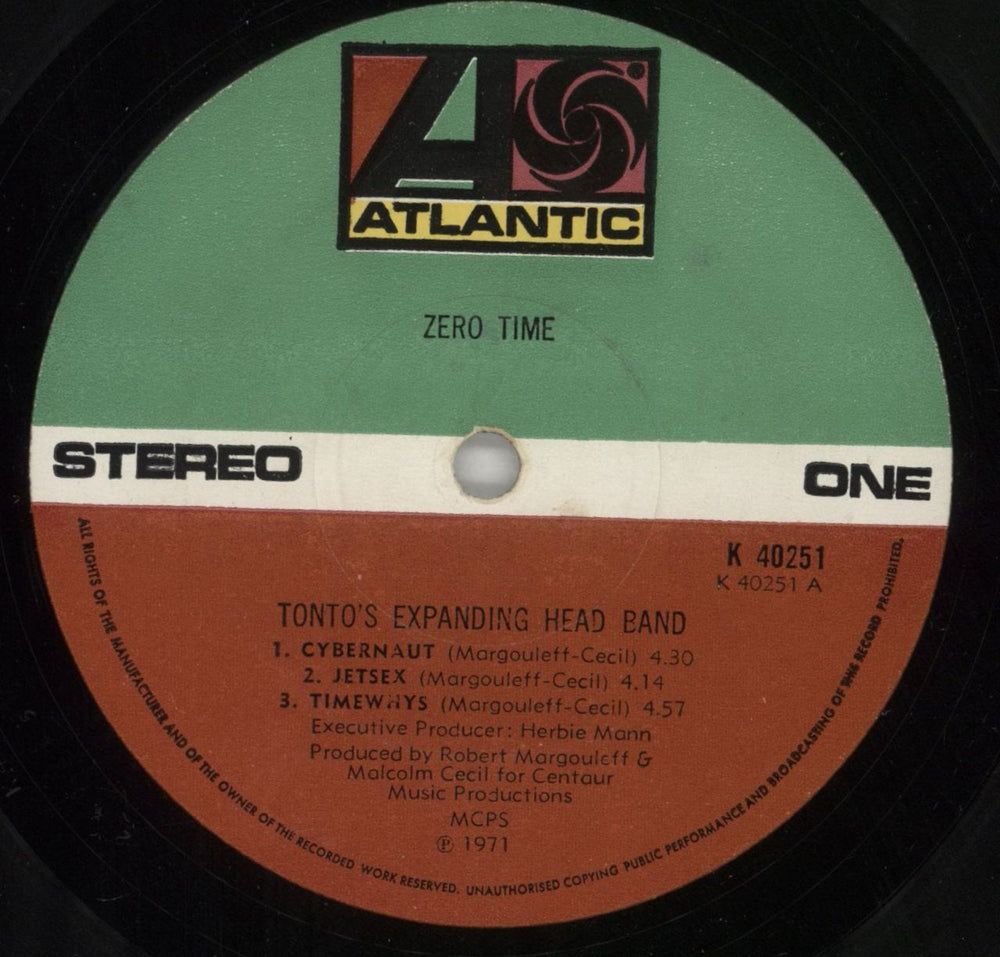 ATLANTIC
ZERO TIME
STEREO
ONE
K 40251
K 40251 A
TONTO'S EXPANDING HEAD BAND
1. CYBERNAUT (Margouleff-Cecil) 4.30
2. JETSEX (Margouleff-Cecil) 4.14
3. TIMEWHYS (Margouleff-Cecil) 4.57
Executive Producer: Herbie Mann
Produced by Robert Margouleff &
Malcolm Cecil for Centaur
Music Productions
MCPS
℗ 1971
ALL RIGHTS OF THE MANUFACTURER AND OF THE OWNER OF THE RECORDED WORK RESERVED. UNAUTHORISED COPYING PUBLIC PERFORMANCE AND BROADCASTING OF THIS RECORD PROHIBITED.